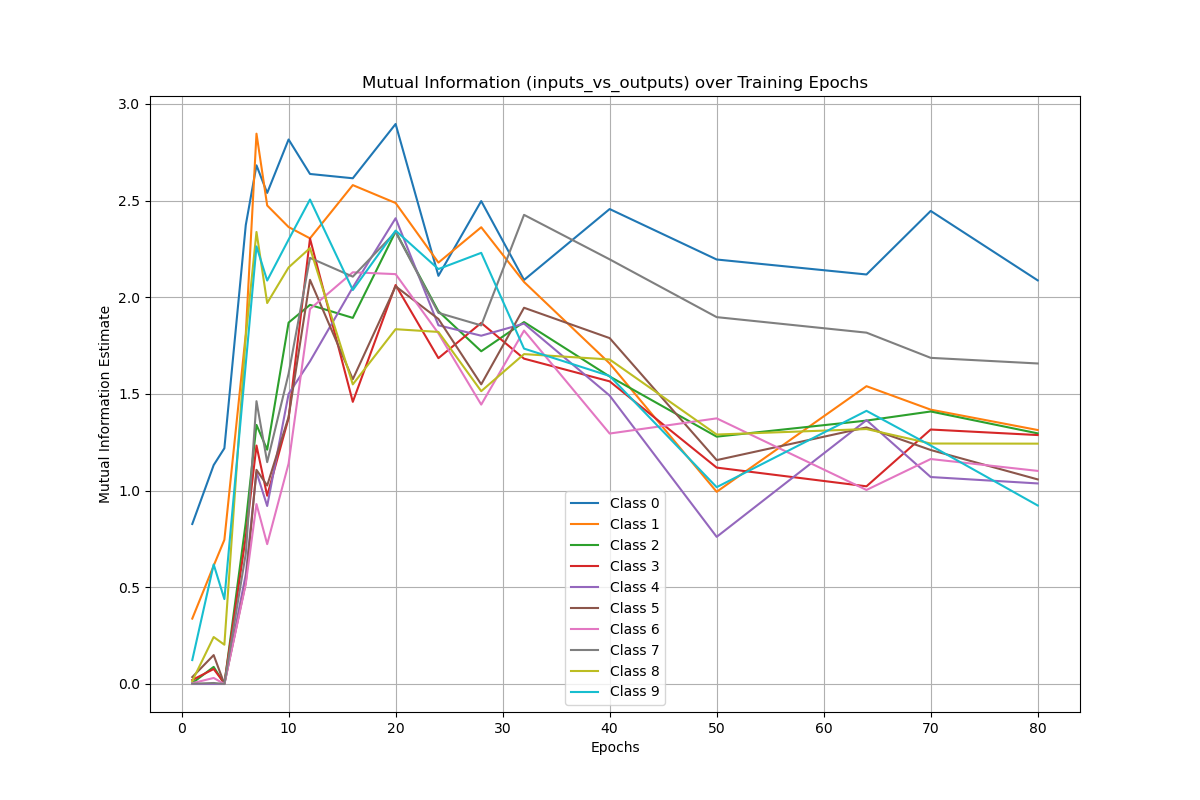 Mutual Information (inputs_vs_outputs) over Training Epochs
Mutual Information Estimate
3.0
2.5
2.0
1.5
1.0
0.5
0.0
Class 0
Class 1
Class 2
Class 3
Class 4
Class 5
Class 6
Class 7
Class 8
Class 9
0 10 20 30 40 50 60 70 80
Epochs